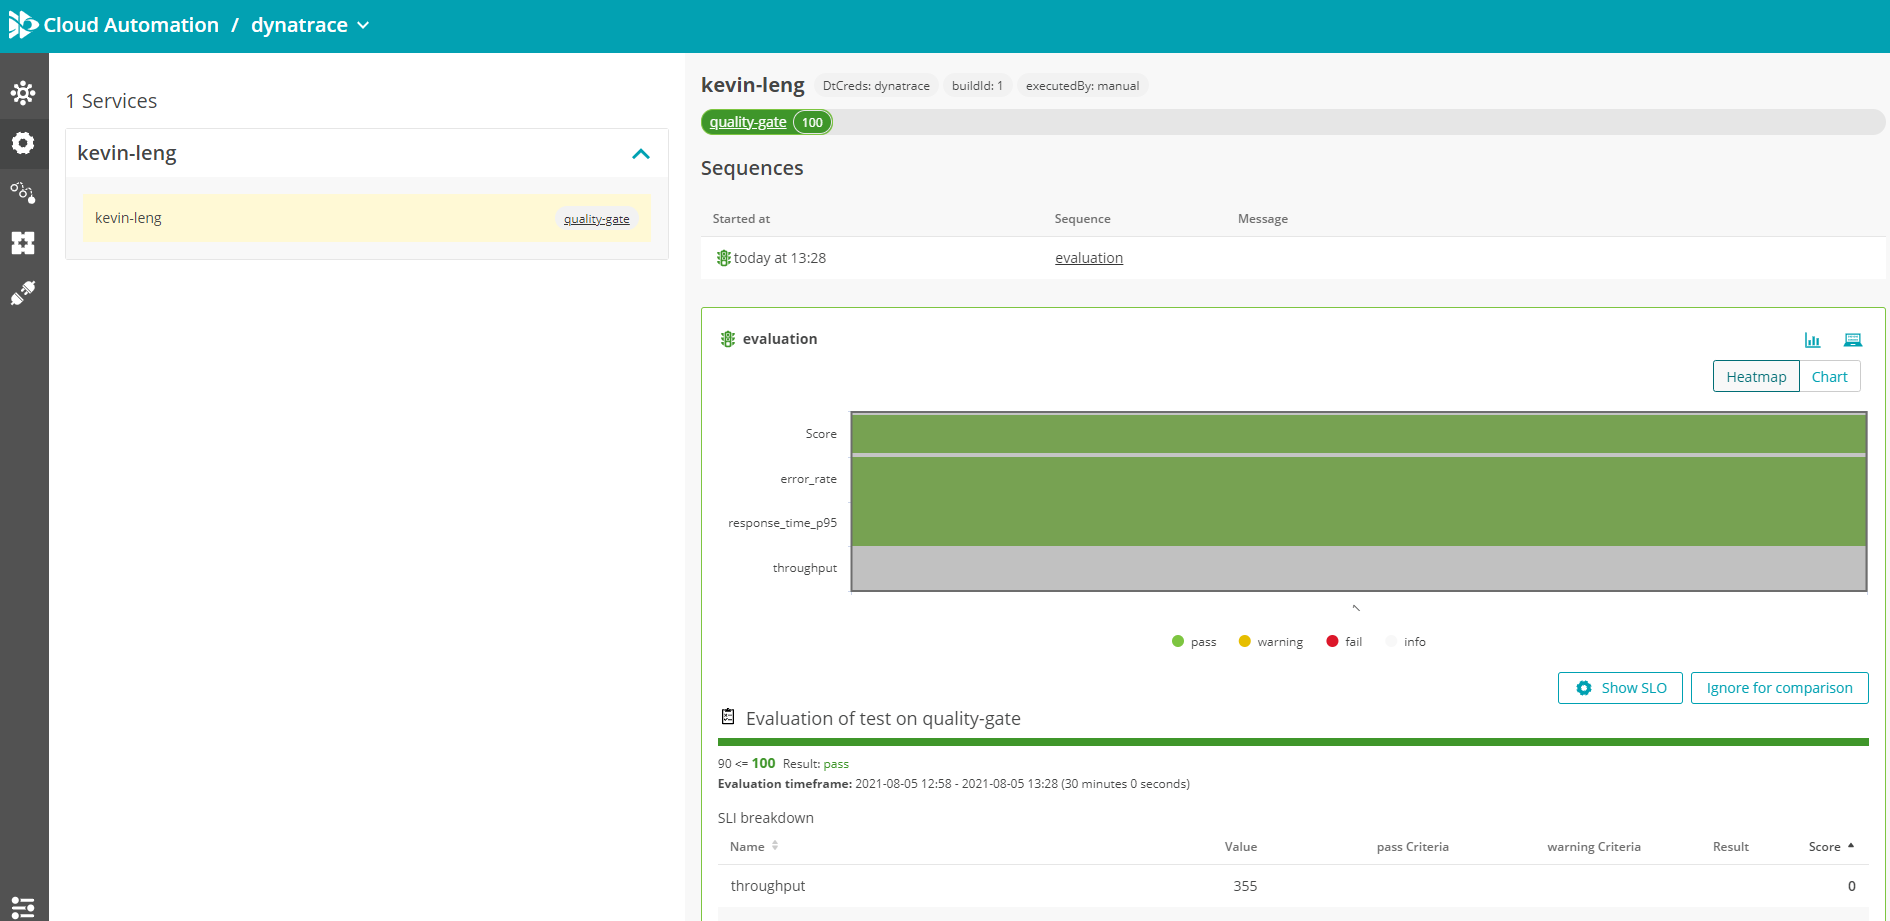 Cloud Automation / dynatrace
1 Services
kevin-leng
kevin-leng quality-gate
kevin-leng DtCreds: dynatrace buildId: 1 executedBy: manual
quality-gate 100
Sequences
Started at Sequence Message
today at 13:28 evaluation
evaluation
Heatmap Chart
Score
error_rate
response_time_p95
throughput
pass warning fail info
Show SLO Ignore for comparison
Evaluation of test on quality-gate
90 <= 100 Result: pass
Evaluation timeframe: 2021-08-05 12:58 - 2021-08-05 13:28 (30 minutes 0 seconds)
SLI breakdown
Name Value pass Criteria warning Criteria Result Score
throughput 355 0